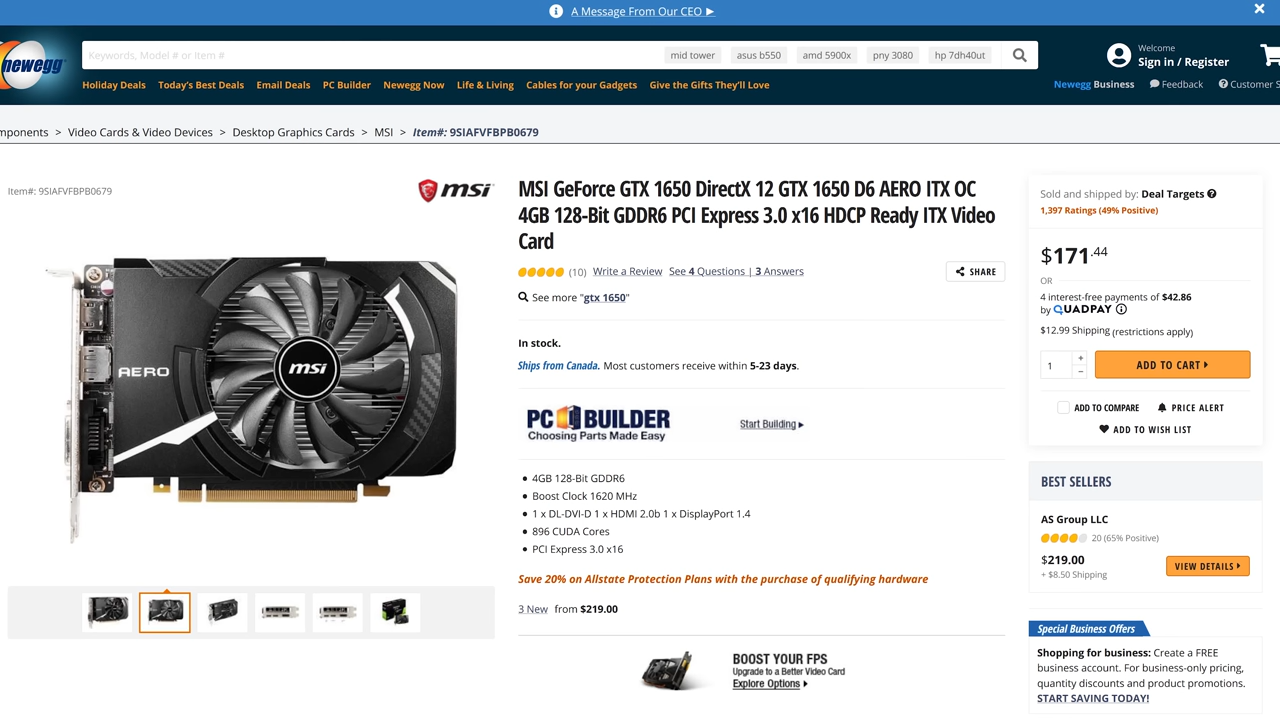 A Message From Our CEO ▶
newegg
Keywords, Model # or Item #
mid tower
asus b550
amd 5900x
pny 3080
hp 7dh40ut
Welcome
Sign in / Register
Holiday Deals
Today's Best Deals
Email Deals
PC Builder
Newegg Now
Life & Living
Cables for your Gadgets
Give the Gifts They'll Love
Newegg Business
Feedback
Customer S
mponents > Video Cards & Video Devices > Desktop Graphics Cards > MSI > Item#: 9SIAFVFBPB0679
Item#: 9SIAFVFBPB0679
msi
AERO
msi
MSI GeForce GTX 1650 DirectX 12 GTX 1650 D6 AERO ITX OC
4GB 128-Bit GDDR6 PCI Express 3.0 x16 HDCP Ready ITX Video
Card
(10) Write a Review See 4 Questions | 3 Answers
SHARE
See more "gtx 1650"
In stock.
Ships from Canada. Most customers receive within 5-23 days.
PC BUILDER
Choosing Parts Made Easy
Start Building ▶
• 4GB 128-Bit GDDR6
• Boost Clock 1620 MHz
• 1 x DL-DVI-D 1 x HDMI 2.0b 1 x DisplayPort 1.4
• 896 CUDA Cores
• PCI Express 3.0 x16
Save 20% on Allstate Protection Plans with the purchase of qualifying hardware
3 New from $219.00
BOOST YOUR FPS
Upgrade to a Better Video Card
Explore Options ▶
Sold and shipped by: Deal Targets
1,397 Ratings (49% Positive)
$171.44
OR
4 interest-free payments of $42.86
by QUADPAY
$12.99 Shipping (restrictions apply)
1
+
−
ADD TO CART
ADD TO COMPARE
PRICE ALERT
ADD TO WISH LIST
BEST SELLERS
AS Group LLC
20 (65% Positive)
$219.00
+ $8.50 Shipping
VIEW DETAILS
Special Business Offers
Shopping for business: Create a FREE
business account. For business-only pricing,
quantity discounts and product promotions.
START SAVING TODAY!